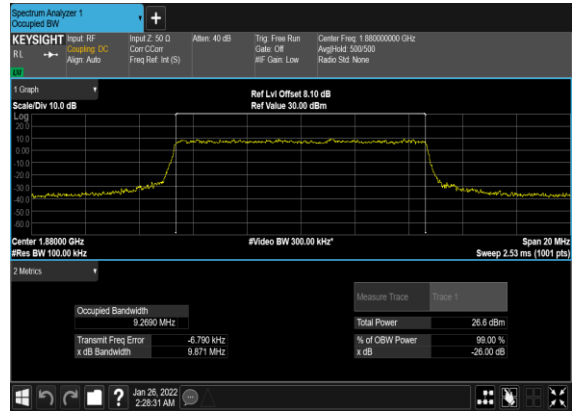 Spectrum Analyzer 1
Occupied BW
+
KEYSIGHT Input: RF Input Z: 50 Ω Atten: 40 dB Trig: Free Run Center Freq: 1.880000000 GHz
RL Coupling: DC Corr CCorr Gate: Off Avg|Hold: 500/500
Align: Auto Freq Ref: Int (S) #IF Gain: Low Radio Std: None
LW
1 Graph
Ref Lvl Offset 8.10 dB
Scale/Div 10.0 dB Ref Value 30.00 dBm
Log
20.0
10.0
0.00
-10.0
-20.0
-30.0
-40.0
-50.0
-60.0
Center 1.88000 GHz #Video BW 300.00 kHz* Span 20 MHz
#Res BW 100.00 kHz Sweep 2.53 ms (1001 pts)
2 Metrics
Measure Trace Trace 1
Occupied Bandwidth
9.2690 MHz Total Power 26.6 dBm
Transmit Freq Error -6.790 kHz % of OBW Power 99.00 %
x dB Bandwidth 9.871 MHz x dB -26.00 dB
? Jan 26, 2022
2:28:31 AM